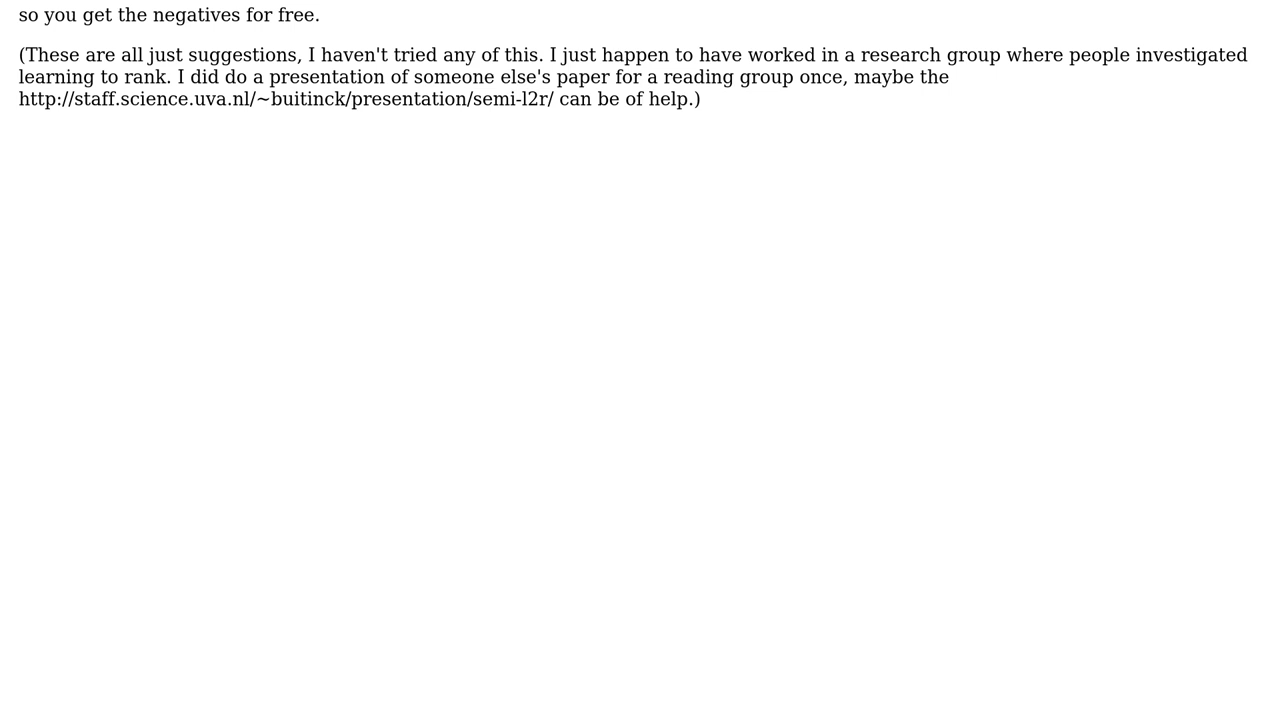 so you get the negatives for free.
(These are all just suggestions, I haven't tried any of this. I just happen to have worked in a research group where people investigated
learning to rank. I did do a presentation of someone else's paper for a reading group once, maybe the
http://staff.science.uva.nl/~buitinck/presentation/semi-l2r/ can be of help.)